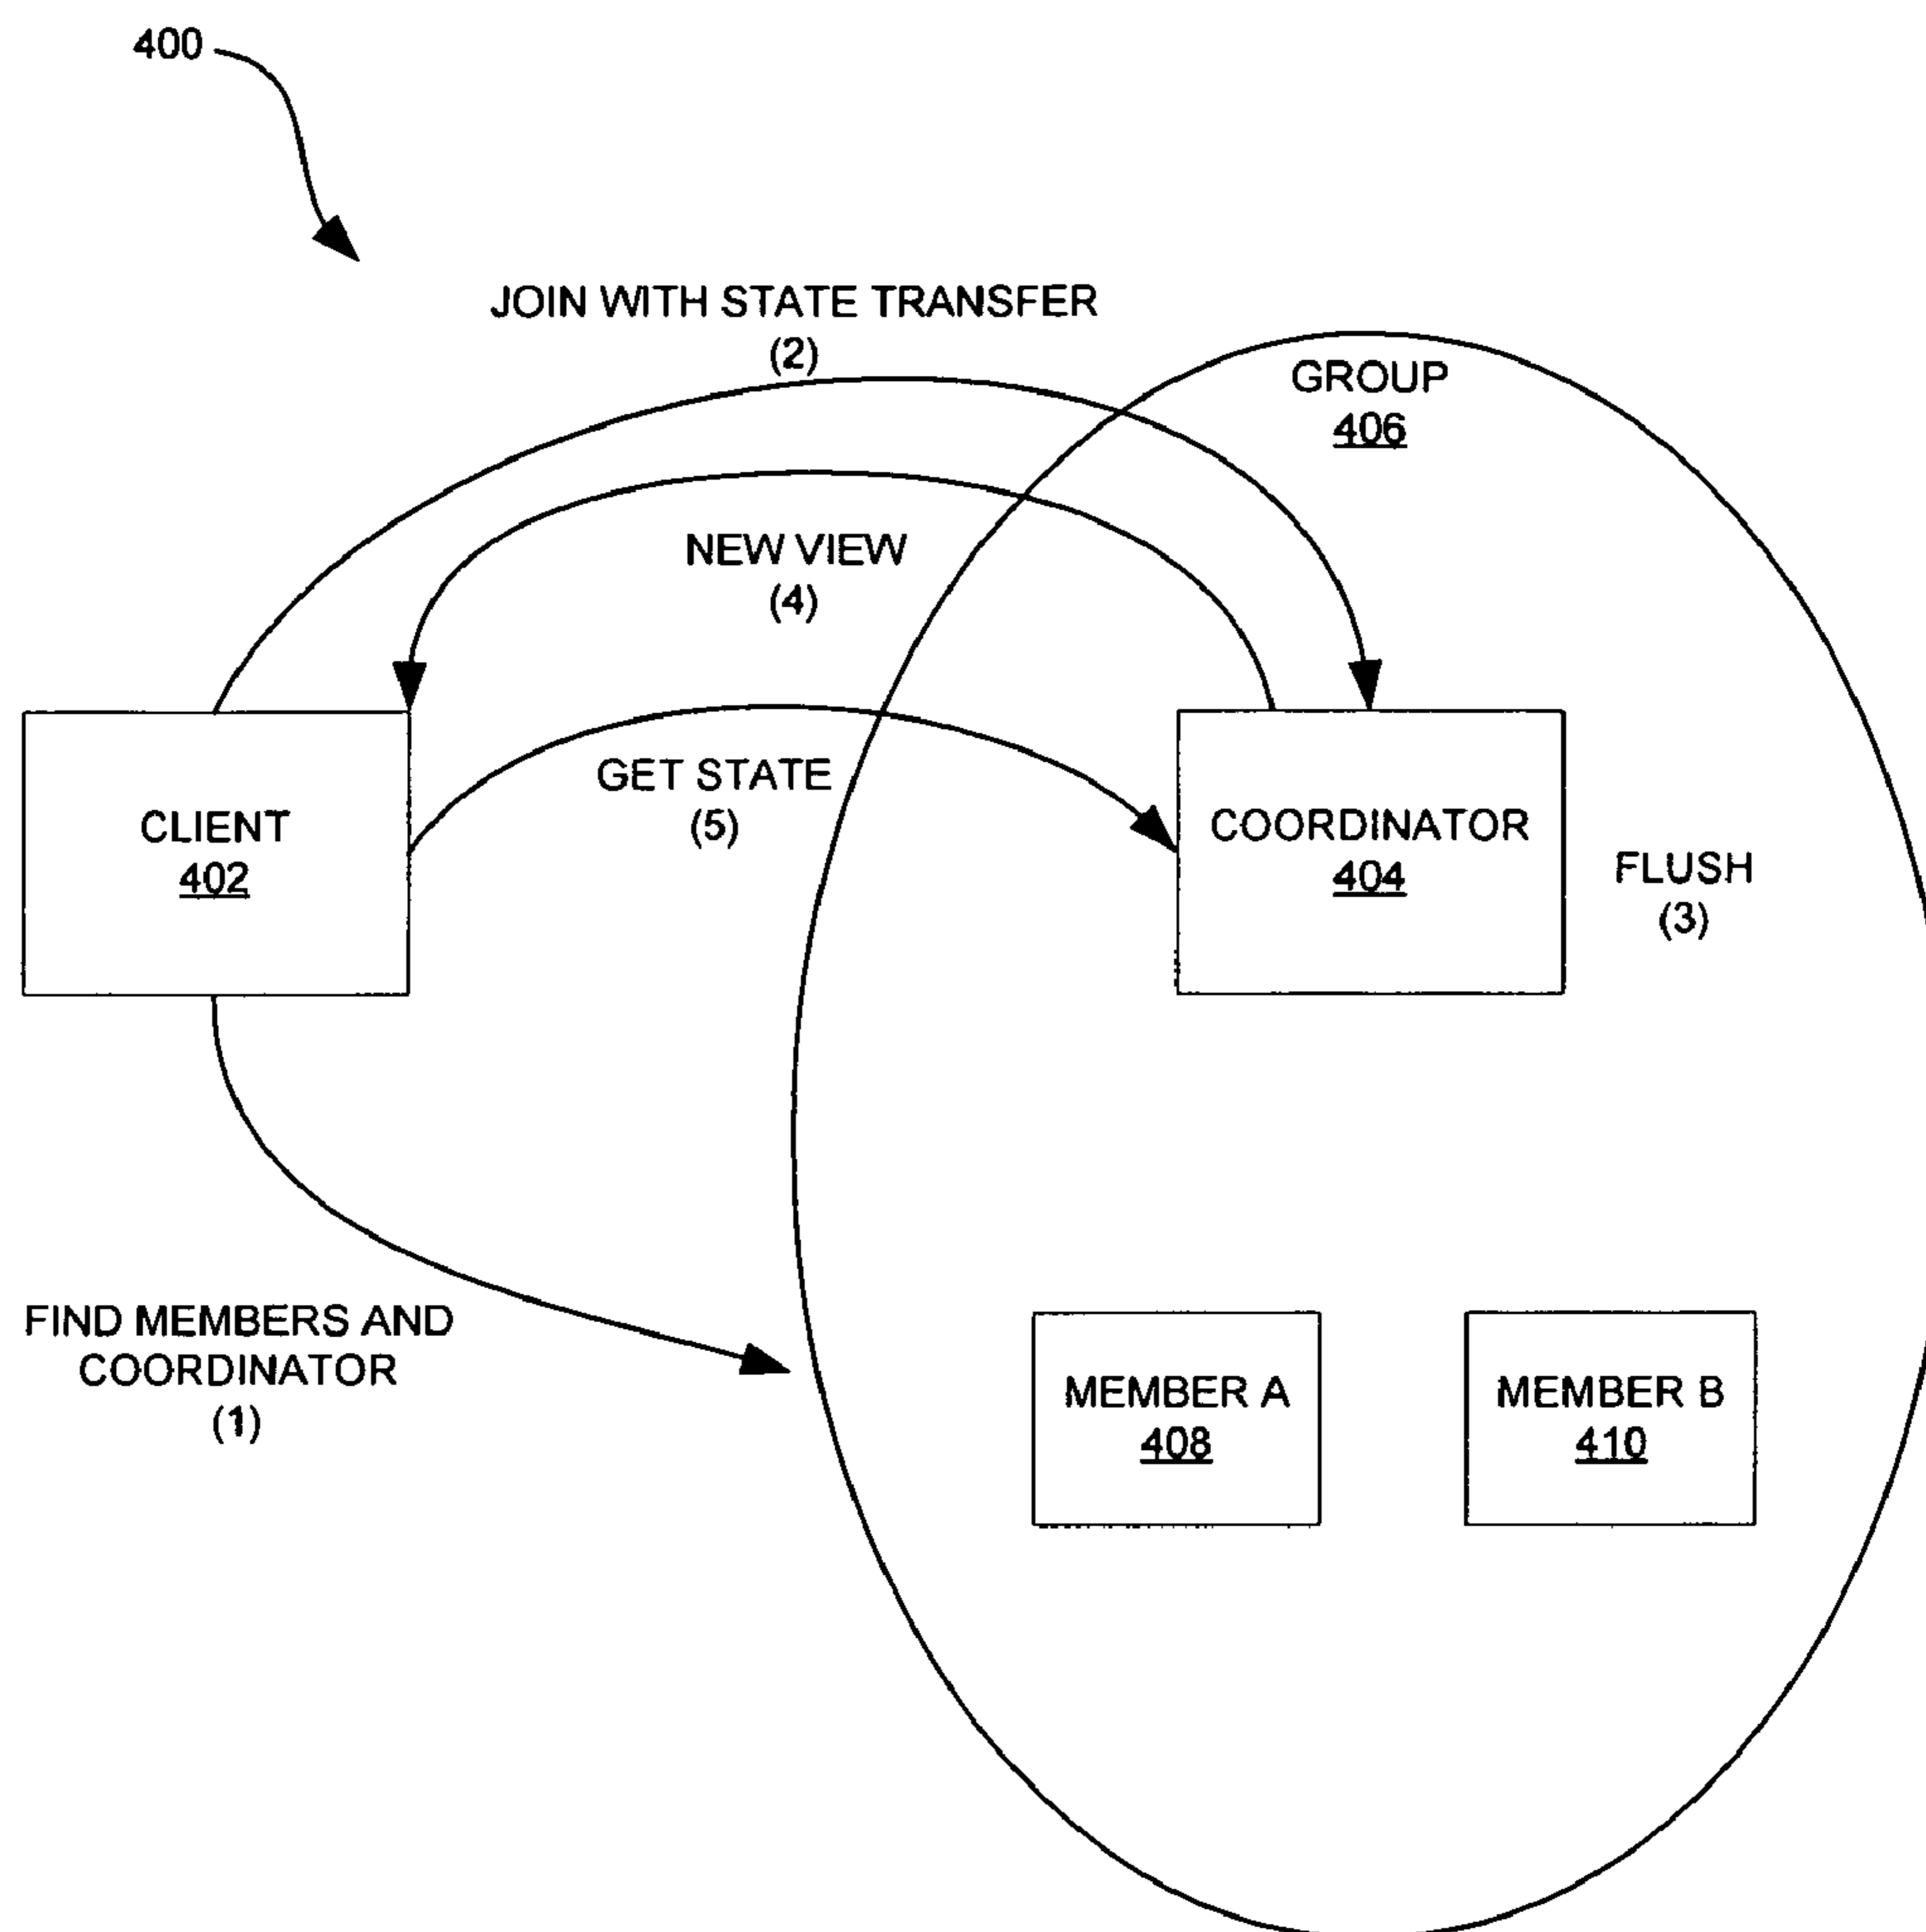 400
JOIN WITH STATE TRANSFER
(2)
GROUP
406
NEW VIEW
(4)
GET STATE
(5)
CLIENT
402
COORDINATOR
404
FLUSH
(3)
FIND MEMBERS AND
COORDINATOR
(1)
MEMBER A
408
MEMBER B
410